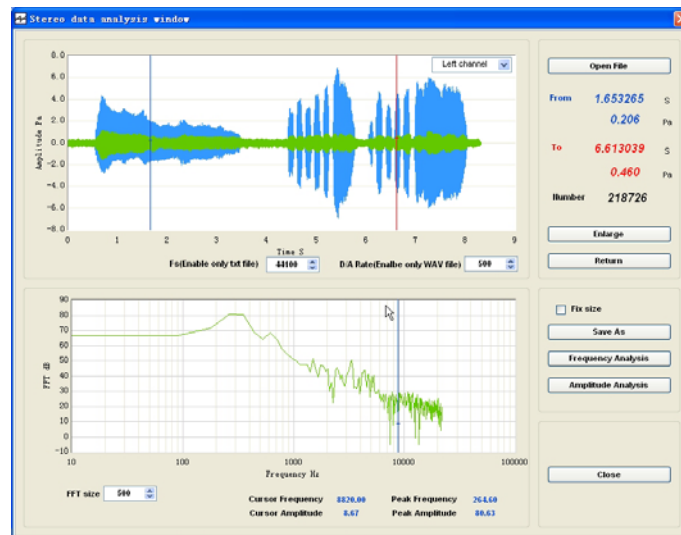 Stereo data analysis window
Left channel
Amplitude Pa
8.0
6.0
4.0
2.0
0.0
-2.0
-4.0
-6.0
-8.0
0 1 2 3 4 5 6 7 8 9
Time S
Fs(Enable only txt file) 44100 D/A Rate(Enalbe only WAV file) 500
Open File
From 1.653265 S
0.206 Pa
To 6.613039 S
0.460 Pa
Number 218726
Enlarge
Return
FFT dB
90
80
70
60
50
40
30
20
10
0
-10
10 100 1000 10000 100000
Frequency Hz
FFT size 500
Cursor Frequency 8820.00 Peak Frequency 264.60
Cursor Amplitude 8.67 Peak Amplitude 80.63
Fix size
Save As
Frequency Analysis
Amplitude Analysis
Close